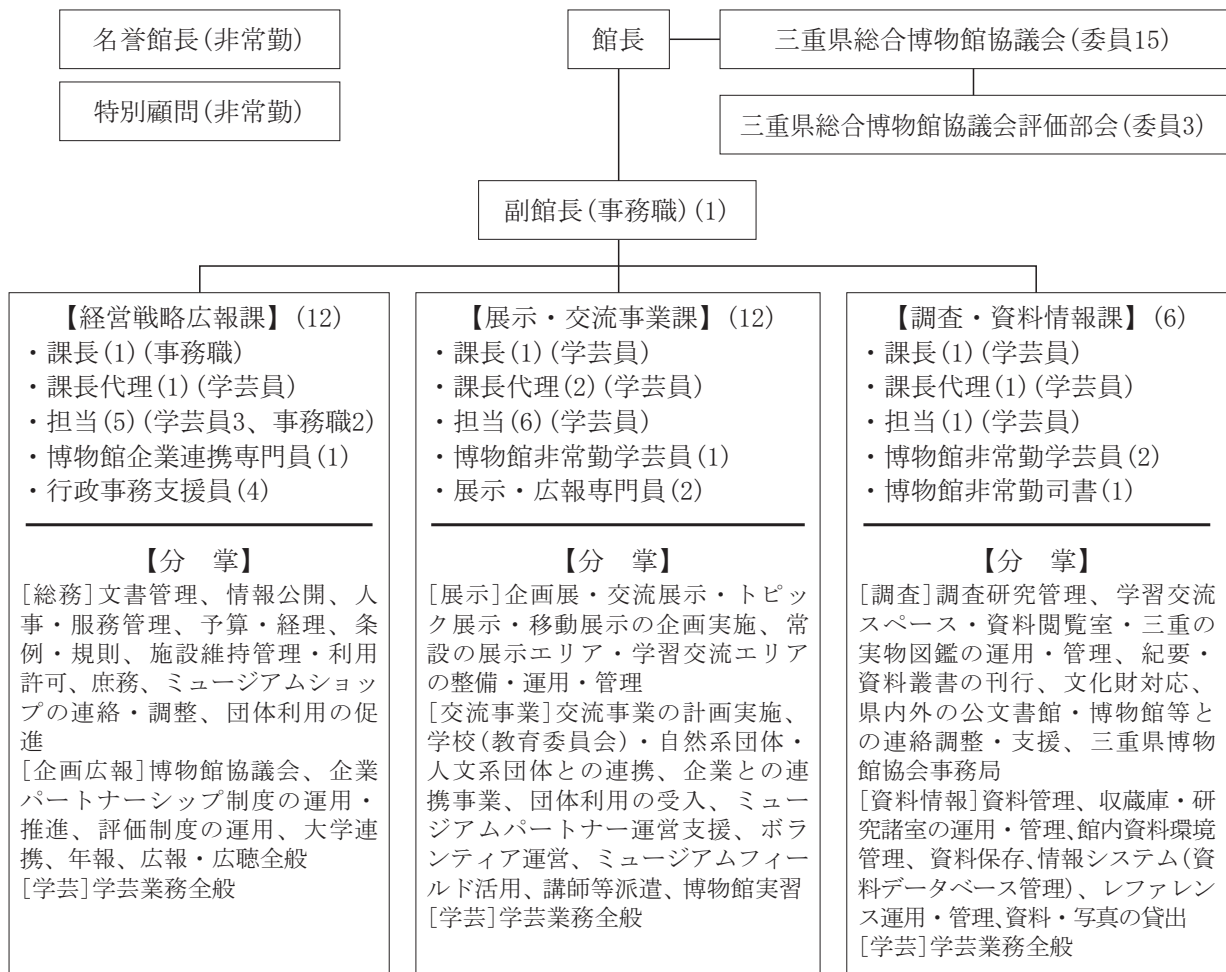 名誉館長(非常勤)
館長
三重県総合博物館協議会(委員15)
特別顧問(非常勤)
三重県総合博物館協議会評価部会(委員3)
副館長(事務職)(1)
【経営戦略広報課】(12)
・課長(1)(事務職)
・課長代理(1)(学芸員)
・担当(5)(学芸員3、事務職2)
・博物館企業連携専門員(1)
・行政事務支援員(4)
【分　掌】
[総務]文書管理、情報公開、人
事・服務管理、予算・経理、条
例・規則、施設維持管理・利用
許可、庶務、ミュージアムショッ
プの連絡・調整、団体利用の促
進
[企画広報]博物館協議会、企業
パートナーシップ制度の運用・
推進、評価制度の運用、大学連
携、年報、広報・広聴全般
[学芸]学芸業務全般
【展示・交流事業課】(12)
・課長(1)(学芸員)
・課長代理(2)(学芸員)
・担当(6)(学芸員)
・博物館非常勤学芸員(1)
・展示・広報専門員(2)
【分　掌】
[展示]企画展・交流展示・トピッ
ク展示・移動展示の企画実施、常
設の展示エリア・学習交流エリア
の整備・運用・管理
[交流事業]交流事業の計画実施、
学校(教育委員会)・自然系団体・
人文系団体との連携、企業との連
携事業、団体利用の受入、ミュー
ジアムパートナー運営支援、ボラ
ンティア運営、ミュージアムフィー
ルド活用、講師等派遣、博物館実習
[学芸]学芸業務全般
【調査・資料情報課】(6)
・課長(1)(学芸員)
・課長代理(1)(学芸員)
・担当(1)(学芸員)
・博物館非常勤学芸員(2)
・博物館非常勤司書(1)
【分　掌】
[調査]調査研究管理、学習交流
スペース・資料閲覧室・三重の
実物図鑑の運用・管理、紀要・
資料叢書の刊行、文化財対応、
県内外の公文書館・博物館等と
の連絡調整・支援、三重県博物
館協会事務局
[資料情報]資料管理、収蔵庫・研
究諸室の運用・管理、館内資料環境
管理、資料保存、情報システム(資
料データベース管理)、レファレン
ス運用・管理、資料・写真の貸出
[学芸]学芸業務全般